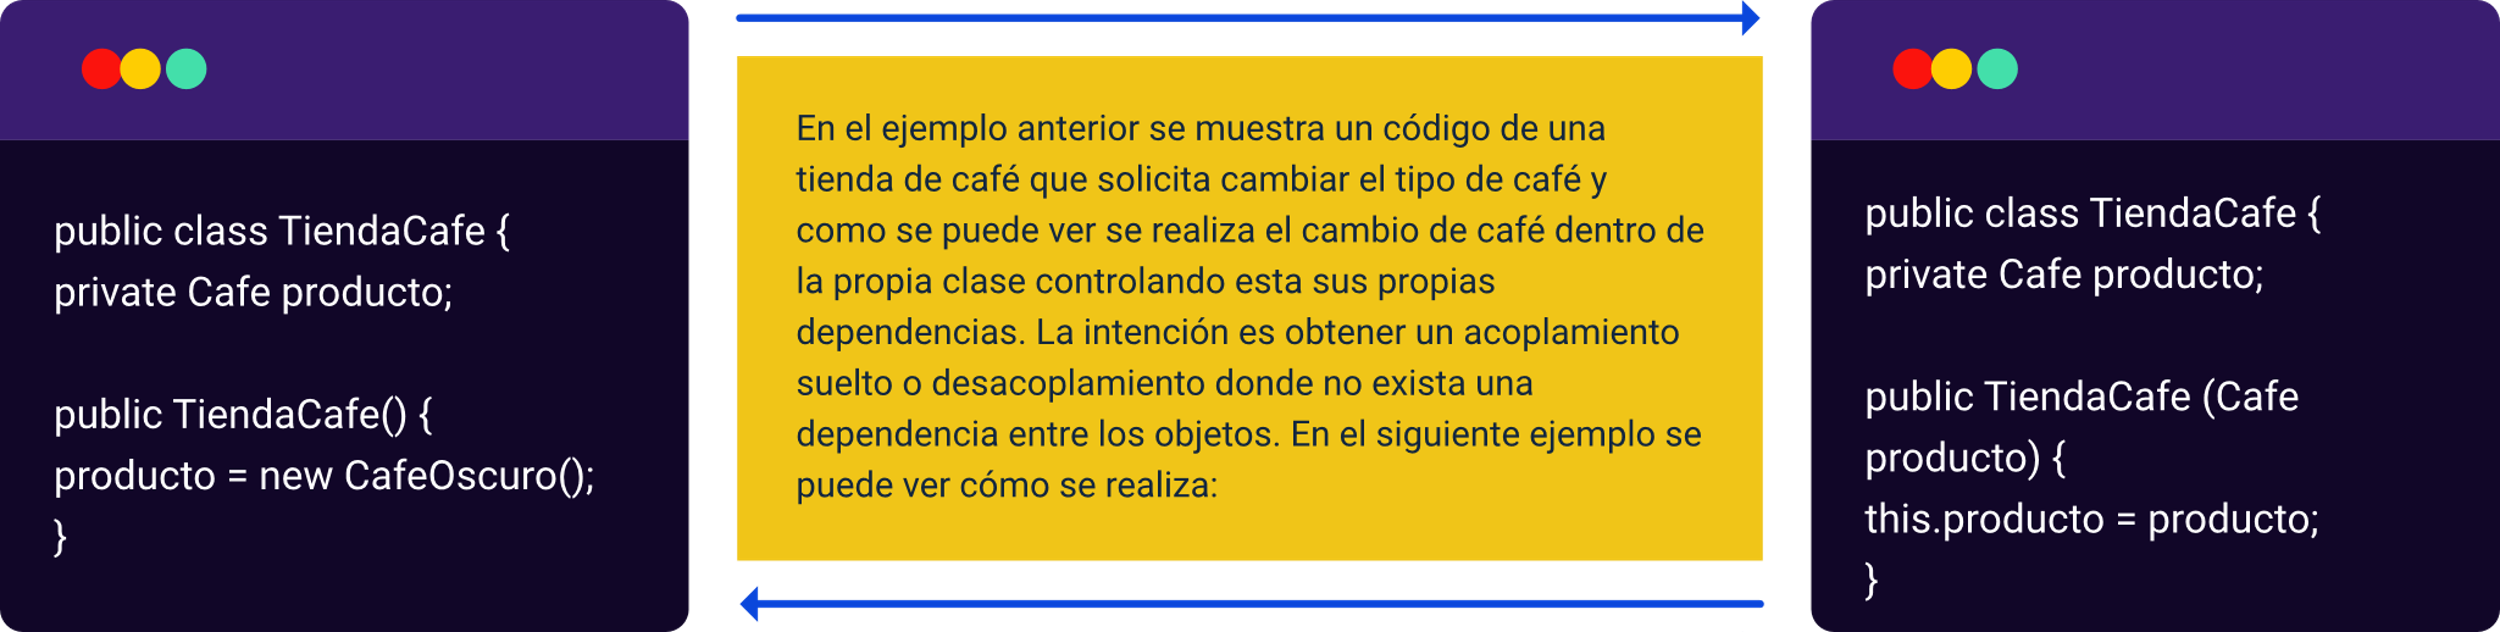 public class TiendaCafe {
private Cafe producto;
public TiendaCafe() {
producto = new CafeOscuro();
}
En el ejemplo anterior se muestra un código de una
tienda de café que solicita cambiar el tipo de café y
como se puede ver se realiza el cambio de café dentro de
la propia clase controlando esta sus propias
dependencias. La intención es obtener un acoplamiento
suelto o desacoplamiento donde no exista una
dependencia entre los objetos. En el siguiente ejemplo se
puede ver cómo se realiza:
public class TiendaCafe {
private Cafe producto;
public TiendaCafe (Cafe
producto) {
this.producto = producto;
}